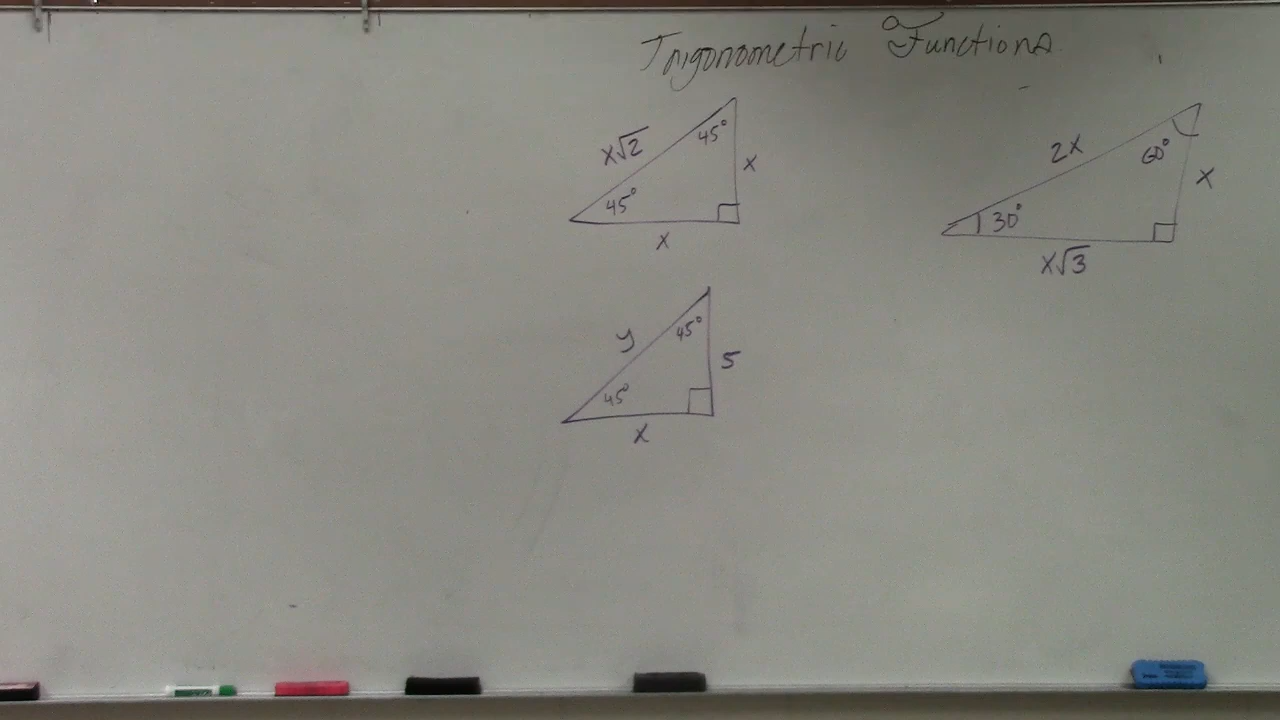 Trigonometric Functions
x√2
45°
x
45°
x
2x
60°
x
30°
x√3
y
45°
5
45°
x